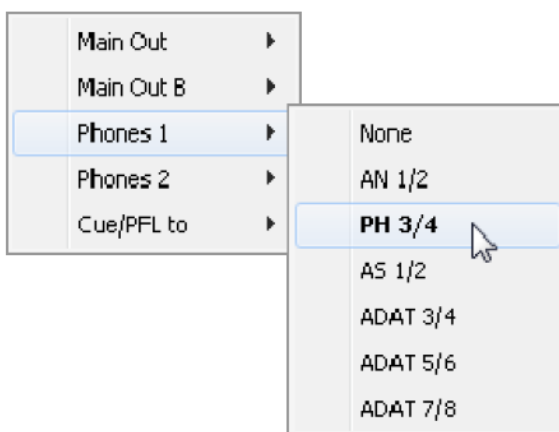 Main Out
Main Out B
Phones 1
Phones 2
Cue/PFL to
None
AN 1/2
PH 3/4
AS 1/2
ADAT 3/4
ADAT 5/6
ADAT 7/8